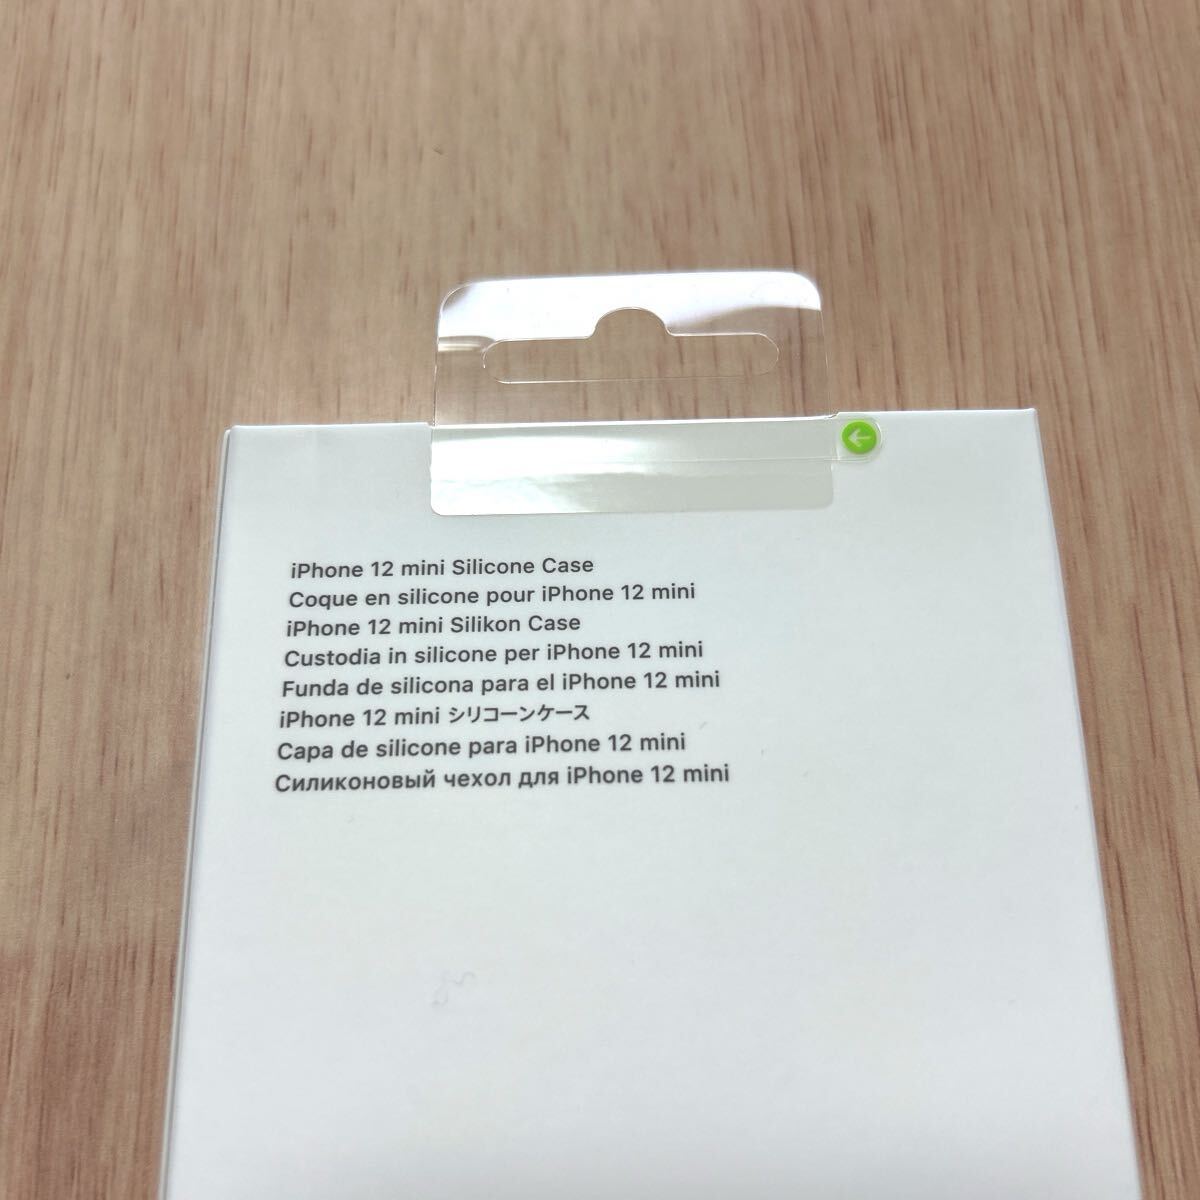 iPhone 12 mini Silicone Case
Coque en silicone pour iPhone 12 mini
iPhone 12 mini Silikon Case
Custodia in silicone per iPhone 12 mini
Funda de silicona para el iPhone 12 mini
iPhone 12 mini シリコーンケース
Capa de silicone para iPhone 12 mini
Силиконовый чехол для iPhone 12 mini